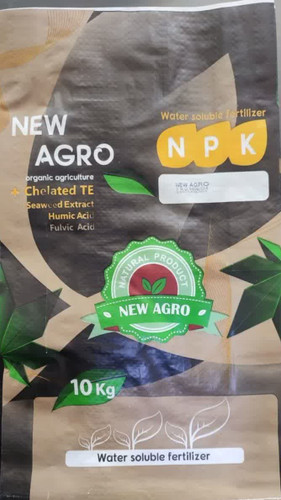 Water soluble fertilizer
N P K
NEW AGRO
NEW
AGRO
organic agriculture
+ Chelated TE
Seaweed Extract
Humic Acid
Fulvic Acid
NATURAL PRODUCT
NEW AGRO
10 Kg
Water soluble fertilizer